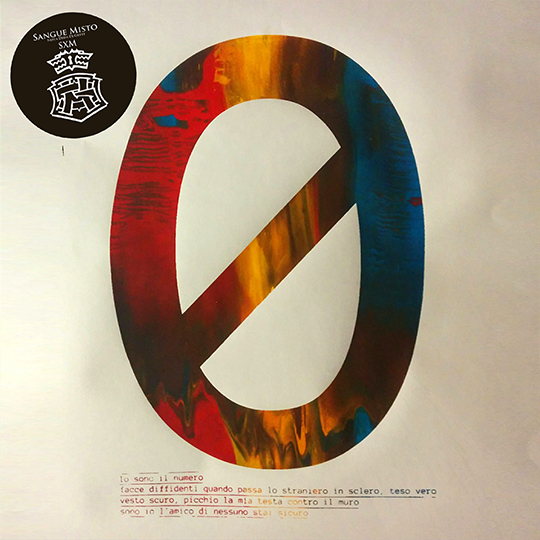 SANGUE MISTO
SXM
0
Io sono il numero
facce diffidenti quando passa lo straniero in sclero, teso vero
vesto scuro, picchio la mia testa contro il muro
sono in l'amico di nessuno stai sicuro